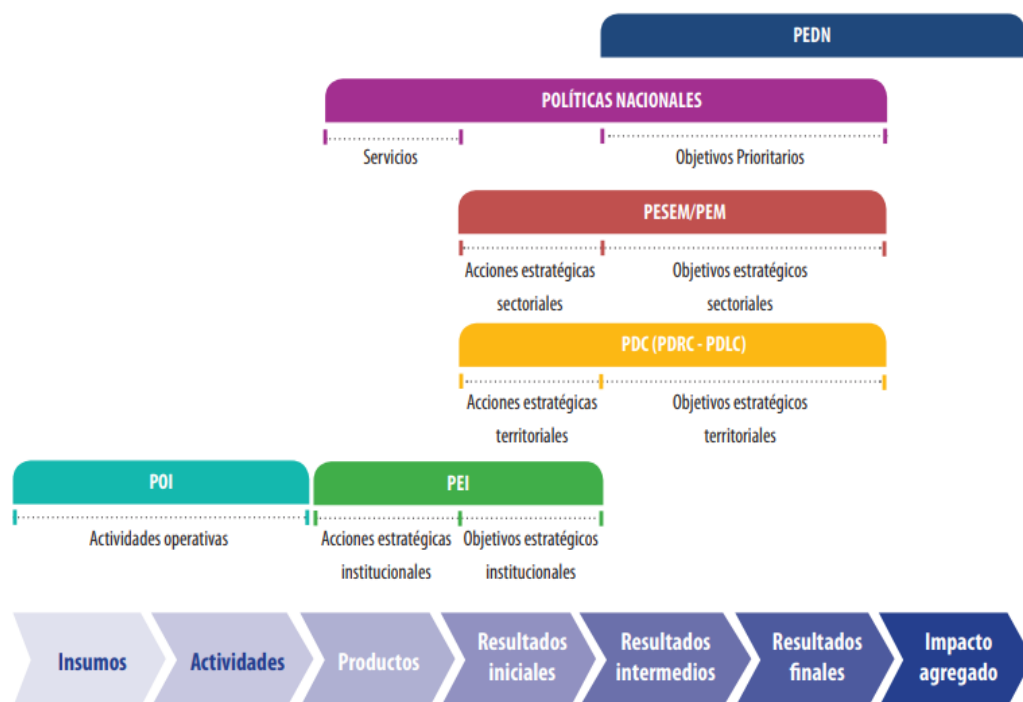 PEDN
POLÍTICAS NACIONALES
Servicios
Objetivos Prioritarios
PESEM/PEM
Acciones estratégicas
sectoriales
Objetivos estratégicos
sectoriales
PDC (PDRC - PDLC)
Acciones estratégicas
territoriales
Objetivos estratégicos
territoriales
POI
PEI
Actividades operativas
Acciones estratégicas
institucionales
Objetivos estratégicos
institucionales
Insumos
Actividades
Productos
Resultados
iniciales
Resultados
intermedios
Resultados
finales
Impacto
agregado